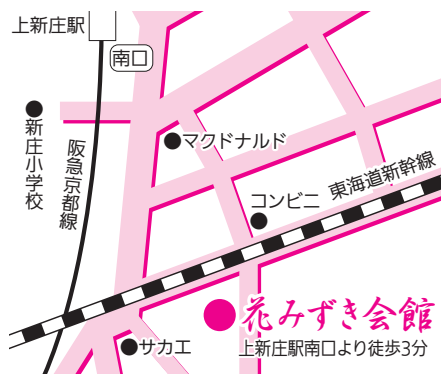 上新庄駅
南口
新庄小学校
阪急京都線
マクドナルド
コンビニ
東海道新幹線
花みずき会館
上新庄駅南口より徒歩3分
サカエ